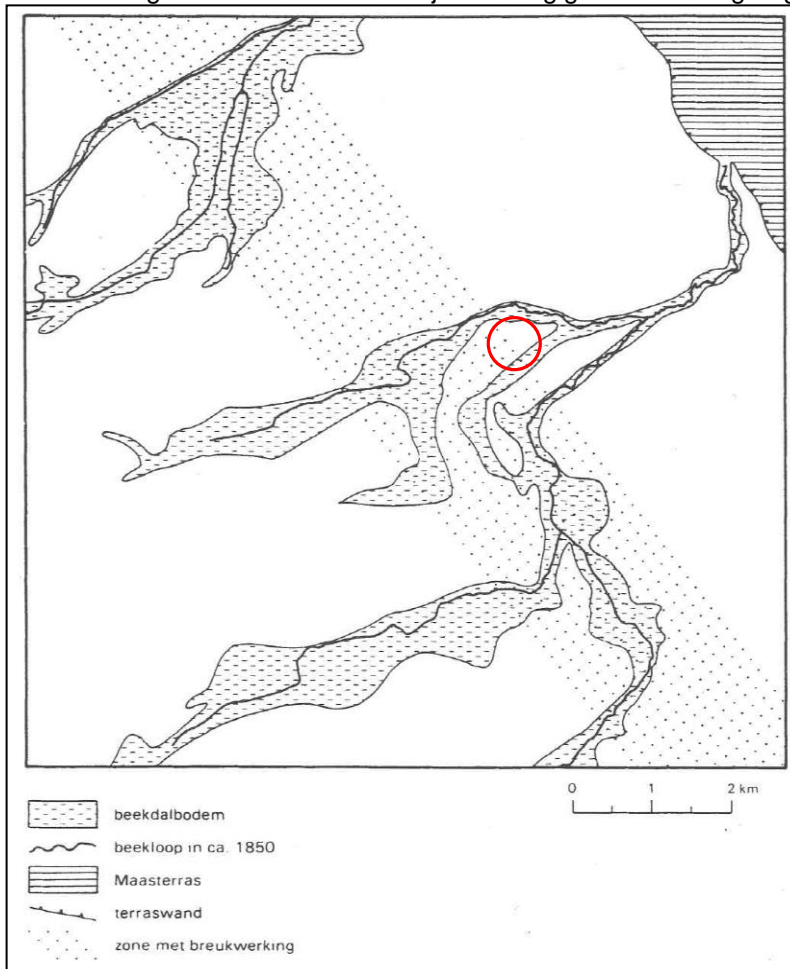 beekdalbodem
beekloop in ca. 1850
Maasterras
terraswand
zone met breukwerking
0 1 2 km